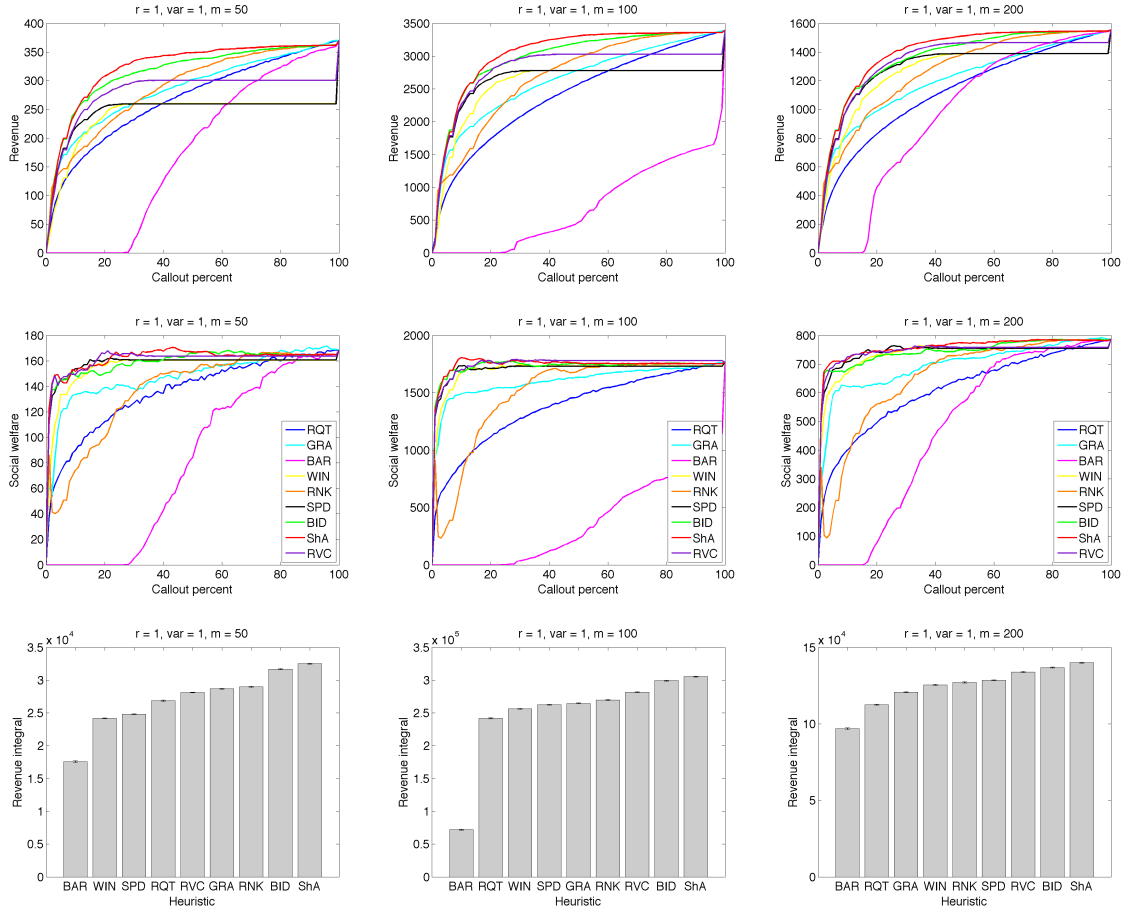 r = 1, var = 1, m = 50
400
350
300
250
200
150
100
50
0
Revenue
0 20 40 60 80 100
Callout percent
r = 1, var = 1, m = 100
3500
3000
2500
2000
1500
1000
500
0
Revenue
0 20 40 60 80 100
Callout percent
r = 1, var = 1, m = 200
1600
1400
1200
1000
800
600
400
200
0
Revenue
0 20 40 60 80 100
Callout percent
r = 1, var = 1, m = 50
180
160
140
120
100
80
60
40
20
0
Social welfare
RQT
GRA
BAR
WIN
RNK
SPD
BID
ShA
RVC
0 20 40 60 80 100
Callout percent
r = 1, var = 1, m = 100
2000
1500
1000
500
0
Social welfare
RQT
GRA
BAR
WIN
RNK
SPD
BID
ShA
RVC
0 20 40 60 80 100
Callout percent
r = 1, var = 1, m = 200
800
700
600
500
400
300
200
100
0
Social welfare
RQT
GRA
BAR
WIN
RNK
SPD
BID
ShA
RVC
0 20 40 60 80 100
Callout percent
r = 1, var = 1, m = 50
x 10⁴
3.5
3
2.5
2
1.5
1
0.5
0
Revenue integral
BAR WIN SPD RQT RVC GRA RNK BID ShA
Heuristic
r = 1, var = 1, m = 100
x 10⁵
3.5
3
2.5
2
1.5
1
0.5
0
Revenue integral
BAR RQT WIN SPD GRA RNK RVC BID ShA
Heuristic
r = 1, var = 1, m = 200
x 10⁴
15
10
5
0
Revenue integral
BAR RQT GRA WIN RNK SPD RVC BID ShA
Heuristic